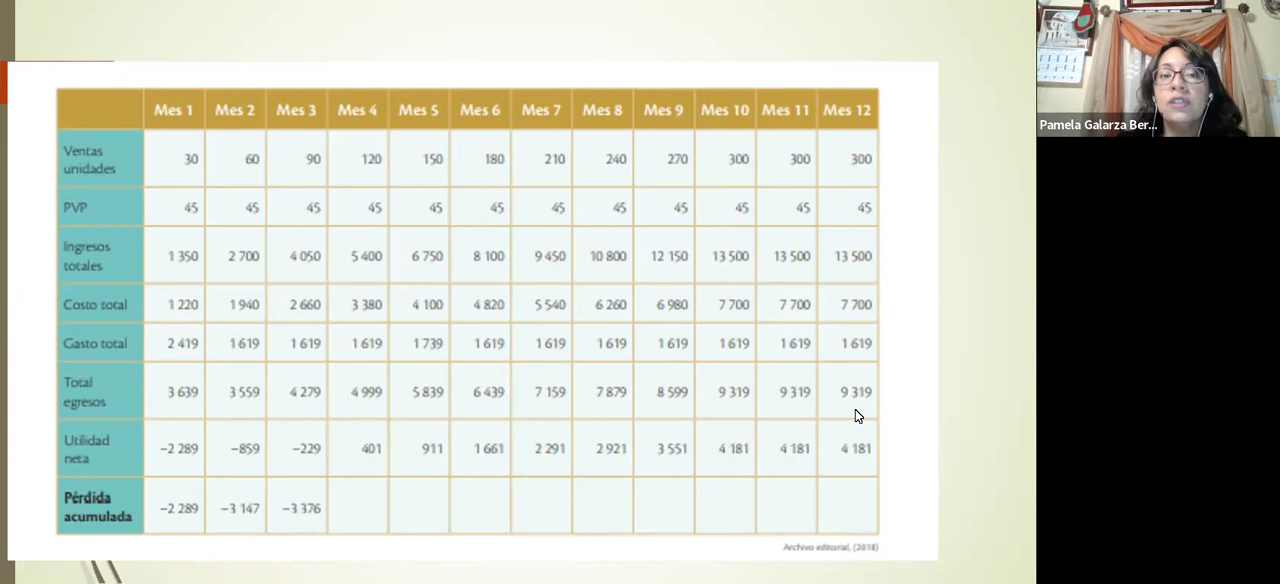 Mes 1 Mes 2 Mes 3 Mes 4 Mes 5 Mes 6 Mes 7 Mes 8 Mes 9 Mes 10 Mes 11 Mes 12
Ventas
unidades 30 60 90 120 150 180 210 240 270 300 300 300
PVP 45 45 45 45 45 45 45 45 45 45 45 45
Ingresos
totales 1 350 2 700 4 050 5 400 6 750 8 100 9 450 10 800 12 150 13 500 13 500 13 500
Costo total 1 220 1 940 2 660 3 380 4 100 4 820 5 540 6 260 6 980 7 700 7 700 7 700
Gasto total 2 419 1 619 1 619 1 619 1 739 1 619 1 619 1 619 1 619 1 619 1 619 1 619
Total
egresos 3 639 3 559 4 279 4 999 5 839 6 439 7 159 7 879 8 599 9 319 9 319 9 319
Utilidad
neta −2 289 −859 −229 401 911 1 661 2 291 2 921 3 551 4 181 4 181 4 181
Pérdida
acumulada −2 289 −3 147 −3 376
Archivo editorial, (2018)
Pamela Galarza Ber...